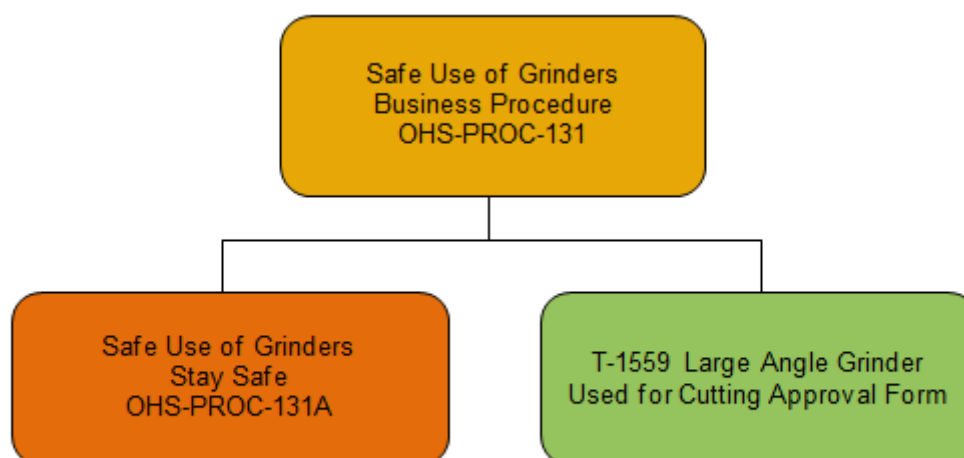 Safe Use of Grinders
Business Procedure
OHS-PROC-131
Safe Use of Grinders
Stay Safe
OHS-PROC-131A
T-1559 Large Angle Grinder
Used for Cutting Approval Form